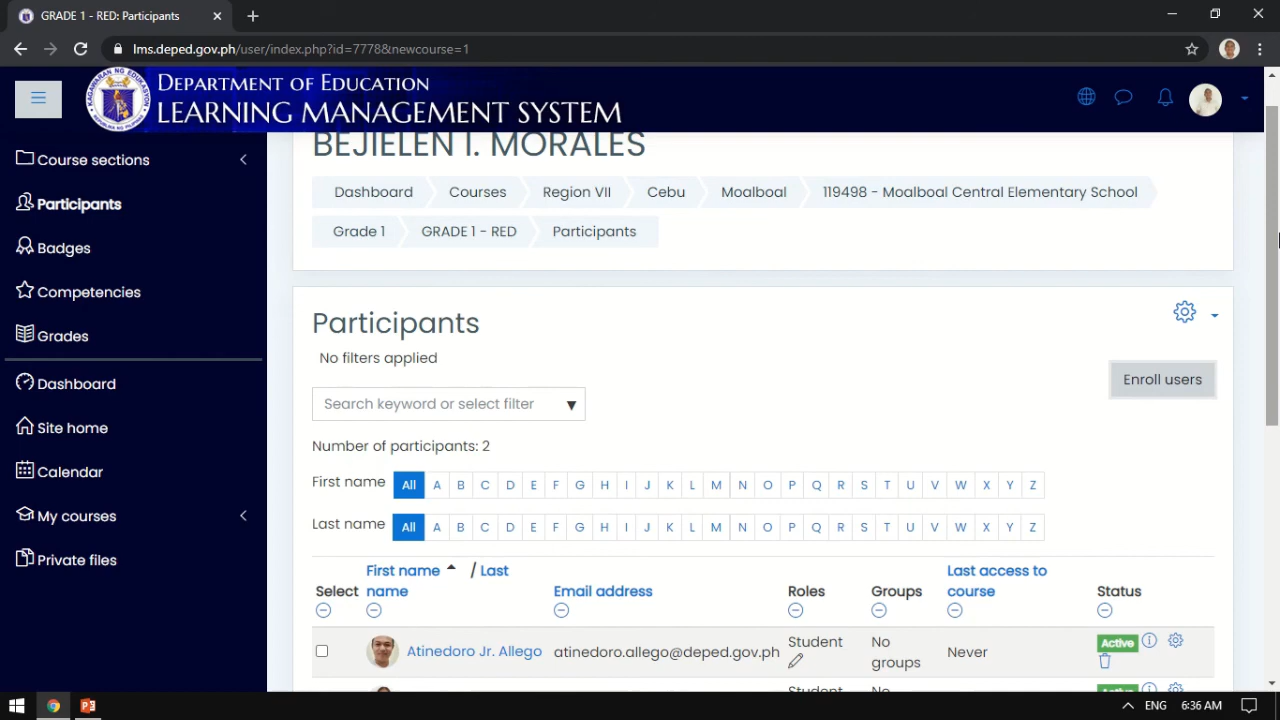 GRADE 1 - RED: Participants
lms.deped.gov.ph/user/index.php?id=7778&newcourse=1
DEPARTMENT OF EDUCATION
LEARNING MANAGEMENT SYSTEM
Course sections
Participants
Badges
Competencies
Grades
Dashboard
Site home
Calendar
My courses
Private files
BEJIELEN I. MORALES
Dashboard Courses Region VII Cebu Moalboal 119498 - Moalboal Central Elementary School
Grade 1 GRADE 1 - RED Participants
Participants
No filters applied
Enroll users
Search keyword or select filter ▼
Number of participants: 2
First name All A B C D E F G H I J K L M N O P Q R S T U V W X Y Z
Last name All A B C D E F G H I J K L M N O P Q R S T U V W X Y Z
Select First name / Last name Email address Roles Groups Last access to course Status
Atinedoro Jr. Allego atinedoro.allego@deped.gov.ph Student No groups Never Active
Student No Active
ENG 6:36 AM